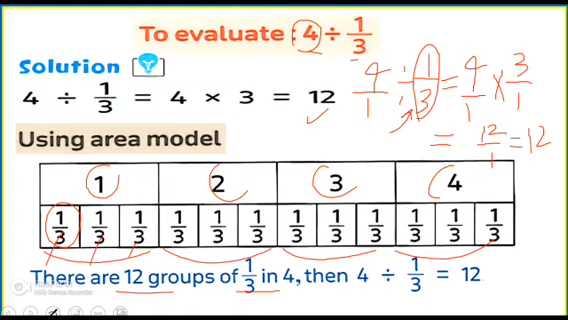 To evaluate : 4 ÷ 1/3
Solution
4 ÷ 1/3 = 4 × 3 = 12
4/1 ÷ 1/3 = 4/1 × 3/1
= 12/1 = 12
Using area model
1 2 3 4
1/3 1/3 1/3 1/3 1/3 1/3 1/3 1/3 1/3 1/3 1/3 1/3
There are 12 groups of 1/3 in 4, then 4 ÷ 1/3 = 12